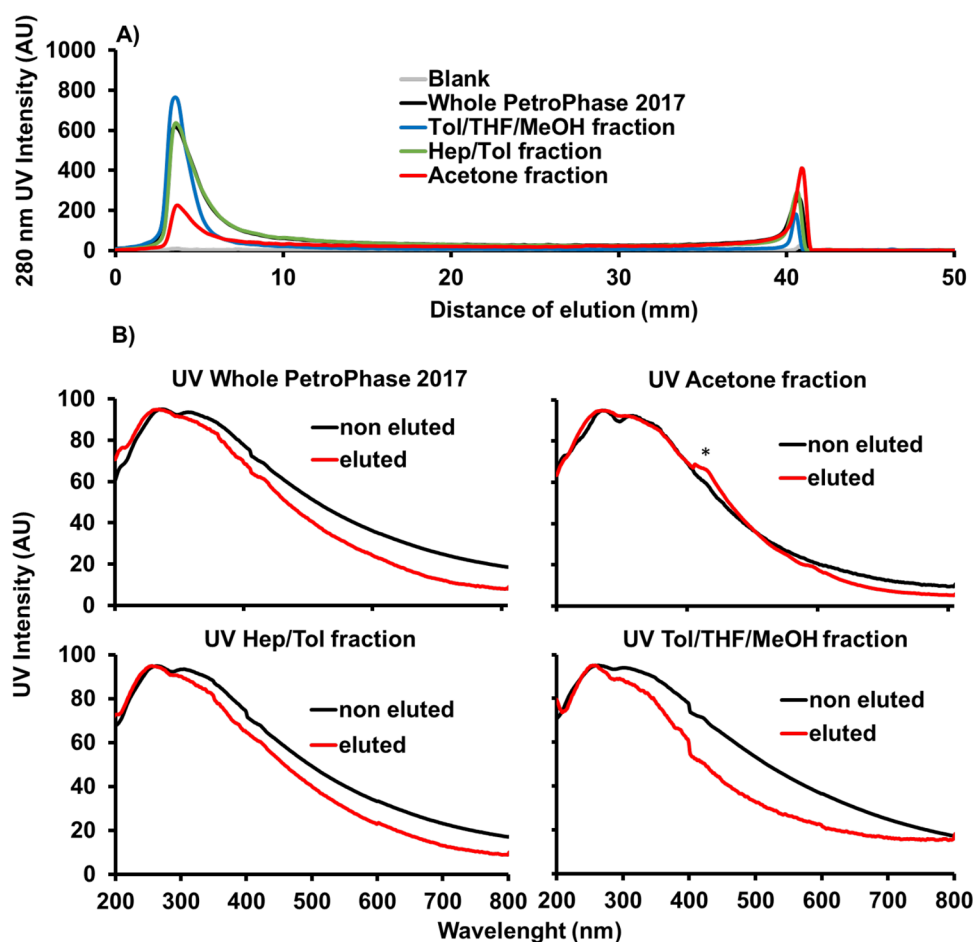 A)
280 nm UV Intensity (AU)
1000
800
600
400
200
0
Blank
Whole PetroPhase 2017
Tol/THF/MeOH fraction
Hep/Tol fraction
Acetone fraction
0 10 20 30 40 50
Distance of elution (mm)
B)
UV Intensity (AU)
UV Whole PetroPhase 2017
100
80
60
40
20
0
non eluted
eluted
UV Acetone fraction
*
non eluted
eluted
UV Hep/Tol fraction
100
80
60
40
20
0
non eluted
eluted
200 300 400 500 600 700 800
UV Tol/THF/MeOH fraction
non eluted
eluted
200 300 400 500 600 700 800
Wavelenght (nm)